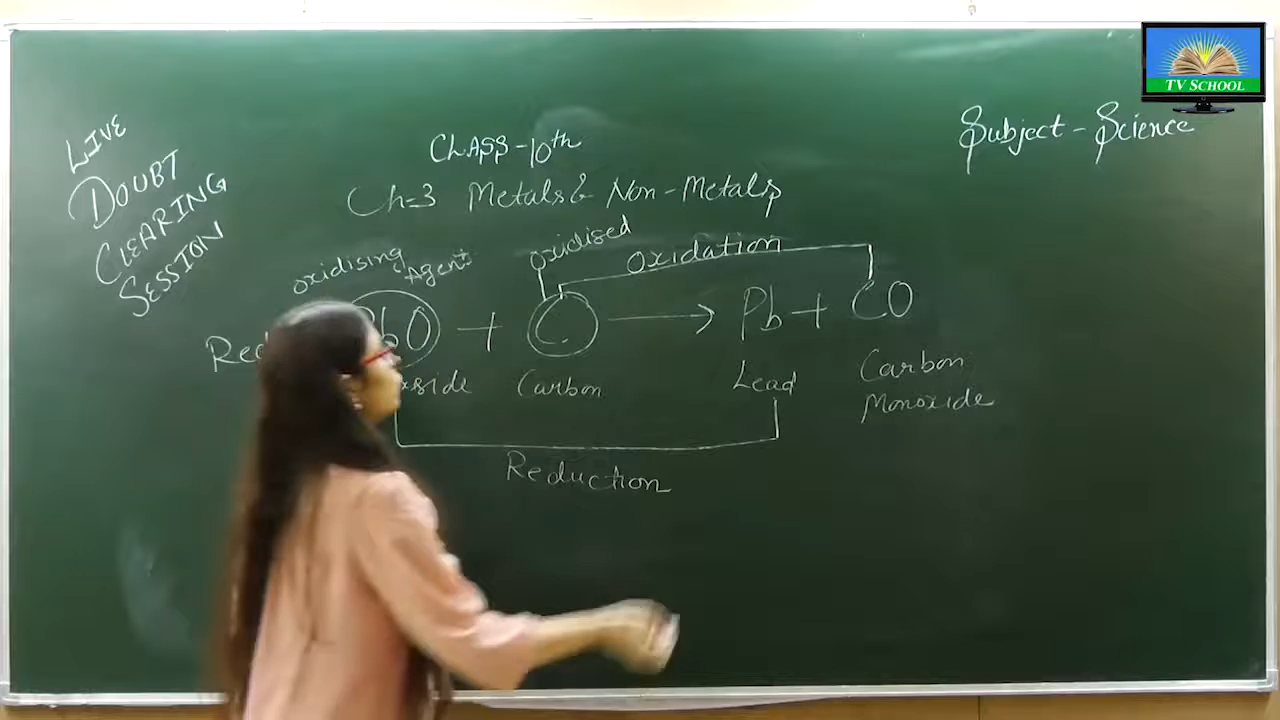 TV SCHOOL
LIVE
DOUBT
CLEARING
SESSION
CLASS-10th
Subject - Science
Ch=3 Metals & Non-Metals
oxidising Agent
oxidised
oxidation
bO + C → Pb + CO
Carbon
Lead
Carbon
Monoxide
Reduction